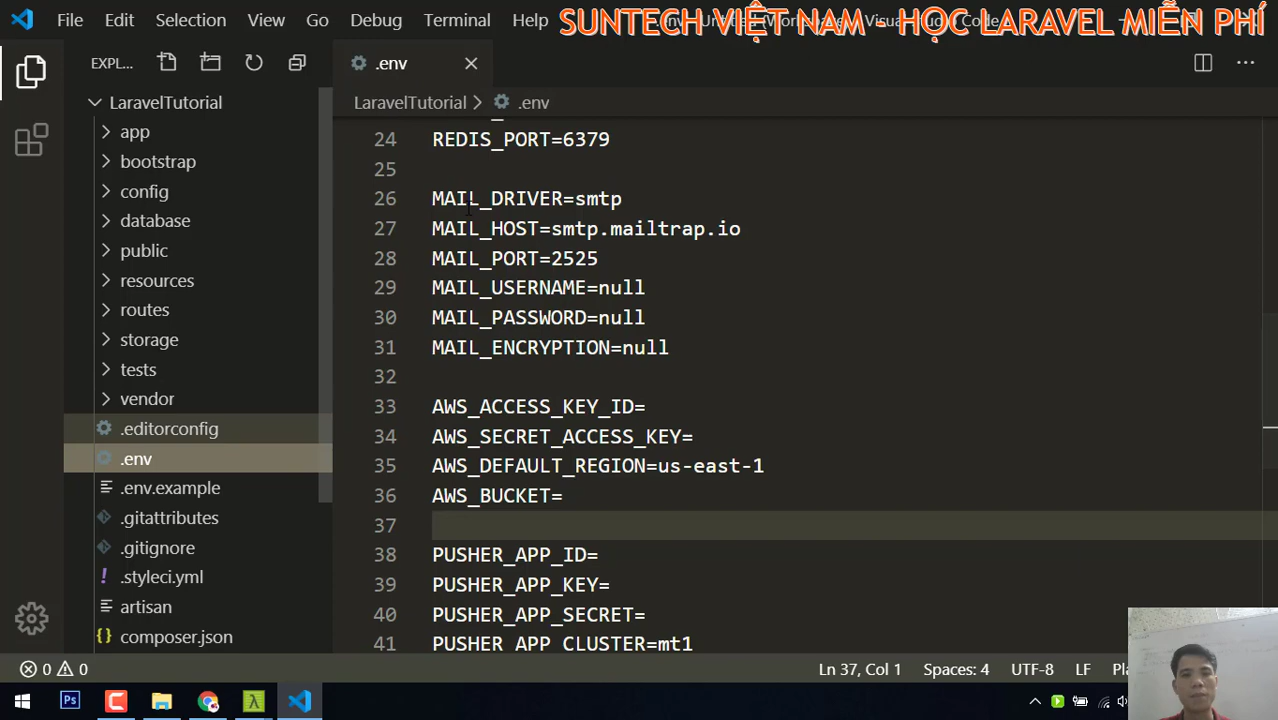 File Edit Selection View Go Debug Terminal Help
SUNTECH VIỆT NAM - HỌC LARAVEL MIỄN PHÍ
EXPL...
.env
LaravelTutorial
LaravelTutorial > .env
app
bootstrap
config
database
public
resources
routes
storage
tests
vendor
.editorconfig
.env
.env.example
.gitattributes
.gitignore
.styleci.yml
artisan
composer.json
24 REDIS_PORT=6379
25
26 MAIL_DRIVER=smtp
27 MAIL_HOST=smtp.mailtrap.io
28 MAIL_PORT=2525
29 MAIL_USERNAME=null
30 MAIL_PASSWORD=null
31 MAIL_ENCRYPTION=null
32
33 AWS_ACCESS_KEY_ID=
34 AWS_SECRET_ACCESS_KEY=
35 AWS_DEFAULT_REGION=us-east-1
36 AWS_BUCKET=
37
38 PUSHER_APP_ID=
39 PUSHER_APP_KEY=
40 PUSHER_APP_SECRET=
41 PUSHER_APP_CLUSTER=mt1
0 0 Ln 37, Col 1 Spaces: 4 UTF-8 LF
Ps